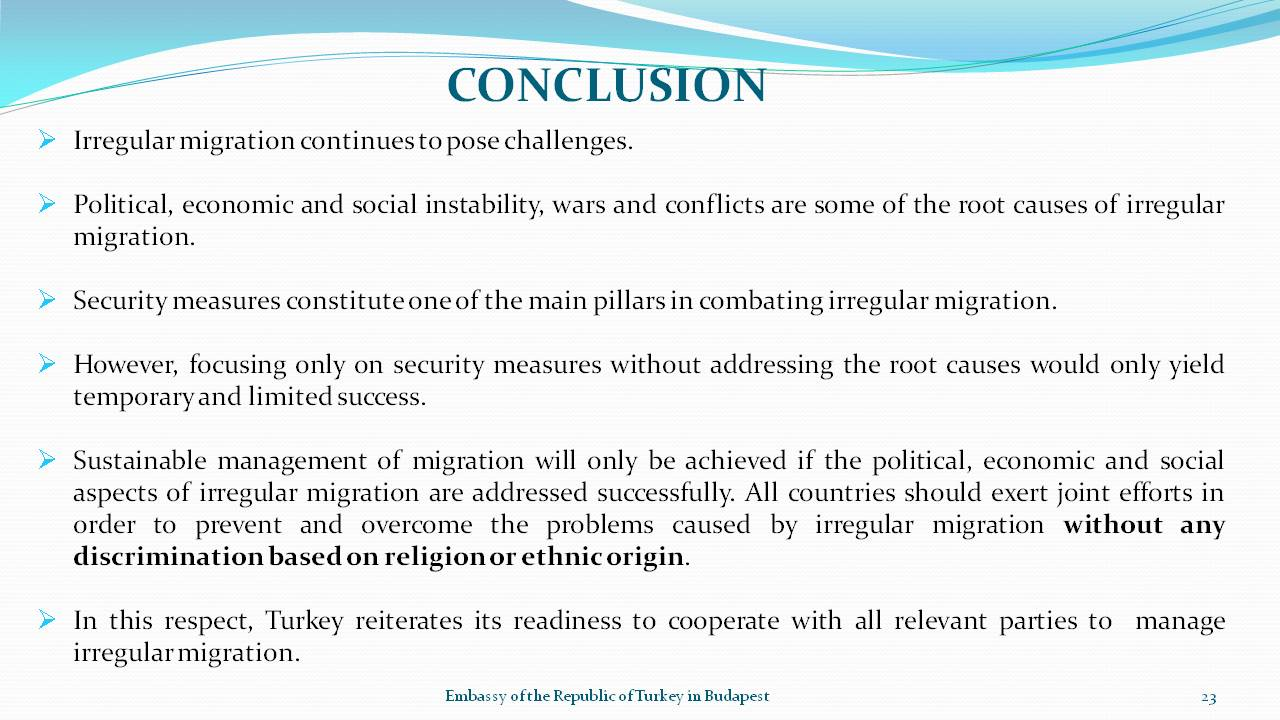 CONCLUSION
Irregular migration continues to pose challenges.
Political, economic and social instability, wars and conflicts are some of the root causes of irregular
migration.
Security measures constitute one of the main pillars in combating irregular migration.
However, focusing only on security measures without addressing the root causes would only yield
temporary and limited success.
Sustainable management of migration will only be achieved if the political, economic and social
aspects of irregular migration are addressed successfully. All countries should exert joint efforts in
order to prevent and overcome the problems caused by irregular migration without any
discrimination based on religion or ethnic origin.
In this respect, Turkey reiterates its readiness to cooperate with all relevant parties to manage
irregular migration.
Embassy of the Republic of Turkey in Budapest
23